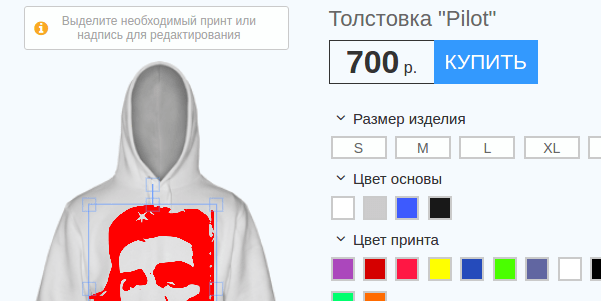 Выделите необходимый принт или
надпись для редактирования
Толстовка "Pilot"
700 р. КУПИТЬ
Размер изделия
S M L XL
Цвет основы
Цвет принта